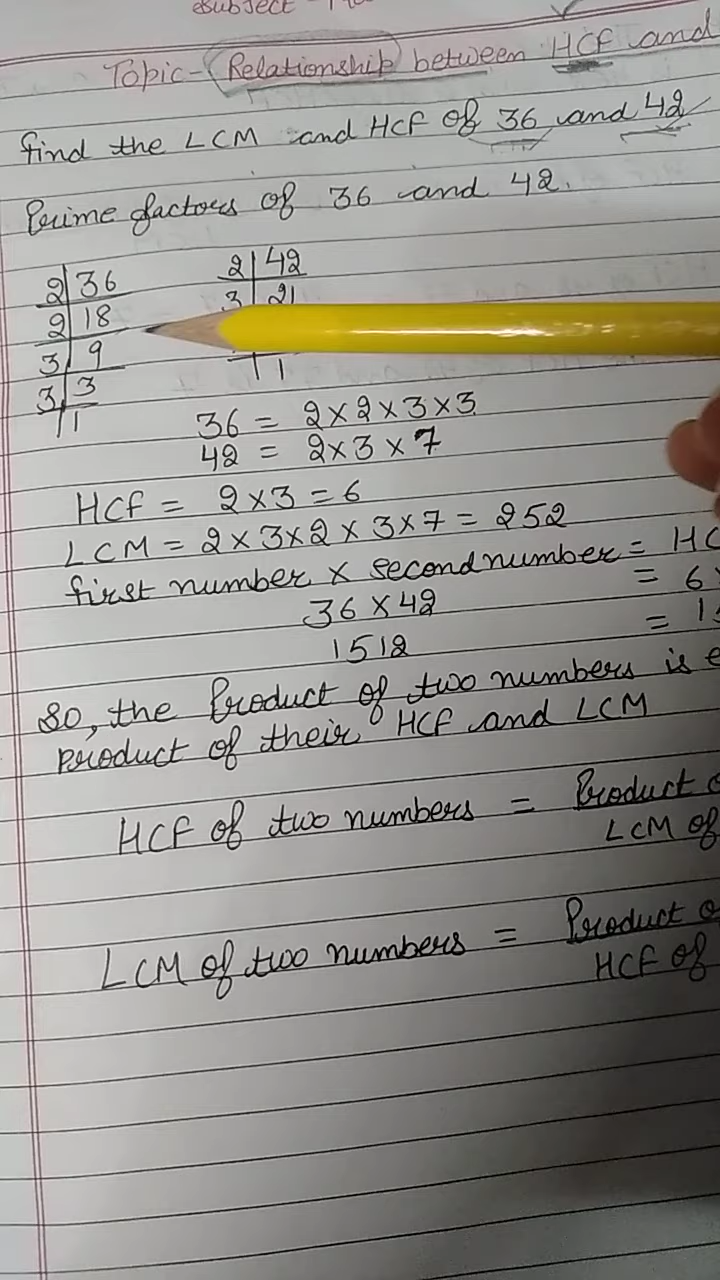 Subject -
Topic- Relationship between HCF and
find the LCM and HCF of 36 and 42
Prime factors of 36 and 42.
2 36 2 42
2 18 3 21
3 9
3 3 1
1
36 = 2×2×3×3
42 = 2×3×7
HCF = 2×3=6
LCM = 2×3×2×3×7=252
first number × second number = HC
36×42 = 6
1512 = 1
So, the Product of two numbers is e
product of their HCF and LCM
HCF of two numbers = Product
LCM of
LCM of two numbers = Product
HCF of